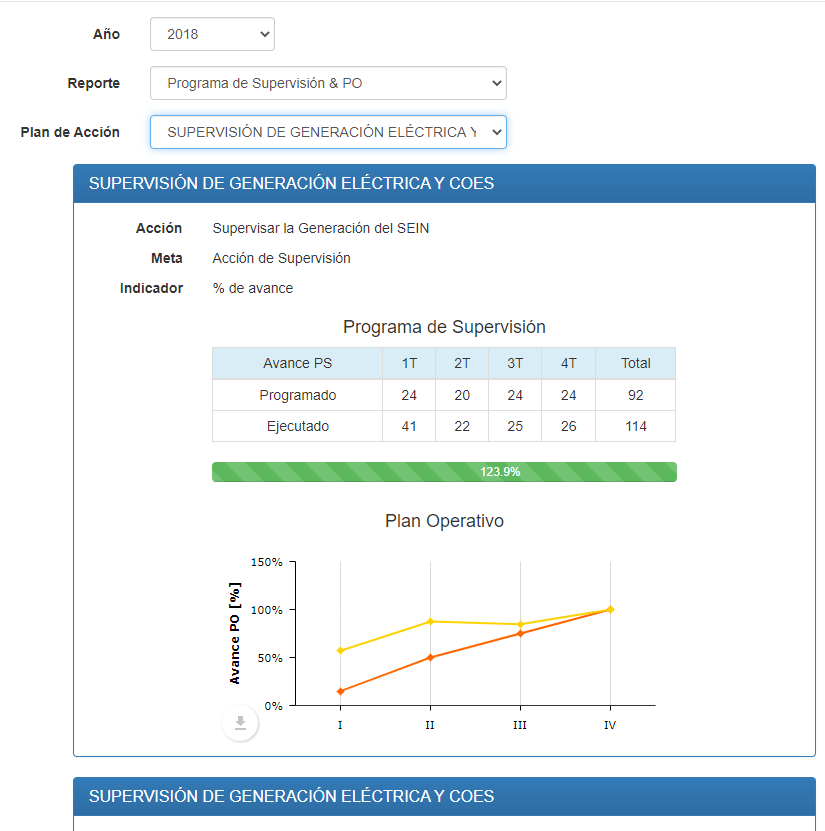 Año 2018
Reporte Programa de Supervisión & PO
Plan de Acción SUPERVISIÓN DE GENERACIÓN ELÉCTRICA Y
SUPERVISIÓN DE GENERACIÓN ELÉCTRICA Y COES
Acción Supervisar la Generación del SEIN
Meta Acción de Supervisión
Indicador % de avance
Programa de Supervisión
Avance PS 1T 2T 3T 4T Total
Programado 24 20 24 24 92
Ejecutado 41 22 25 26 114
123.9%
Plan Operativo
Avance PO [%]
150%
100%
50%
0%
I II III IV
SUPERVISIÓN DE GENERACIÓN ELÉCTRICA Y COES